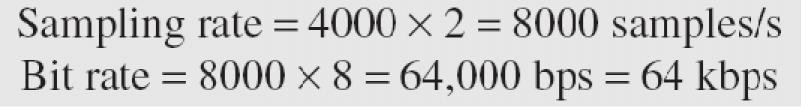 Sampling rate = 4000 × 2 = 8000 samples/s
Bit rate = 8000 × 8 = 64,000 bps = 64 kbps